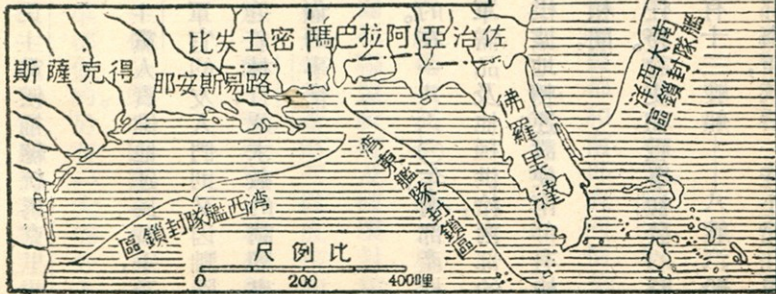 得克薩斯
路易斯安那
密士失比
阿拉巴瑪
佐治亞
佛羅里達
南大西洋
艦隊封鎖區
湾東艦隊封鎖區
湾西艦隊封鎖區
比例尺
0 200 400哩